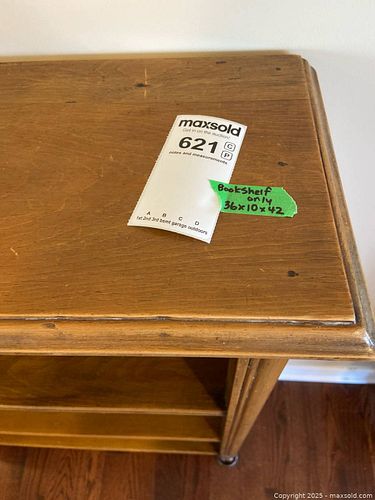 maxsold
Get in on the auction!
621 C
P
notes and measurements
A B C D
1st 2nd 3rd bsmt garage outdoors
Bookshelf
only
36x10x42
Copyright 2025 - maxsold.com